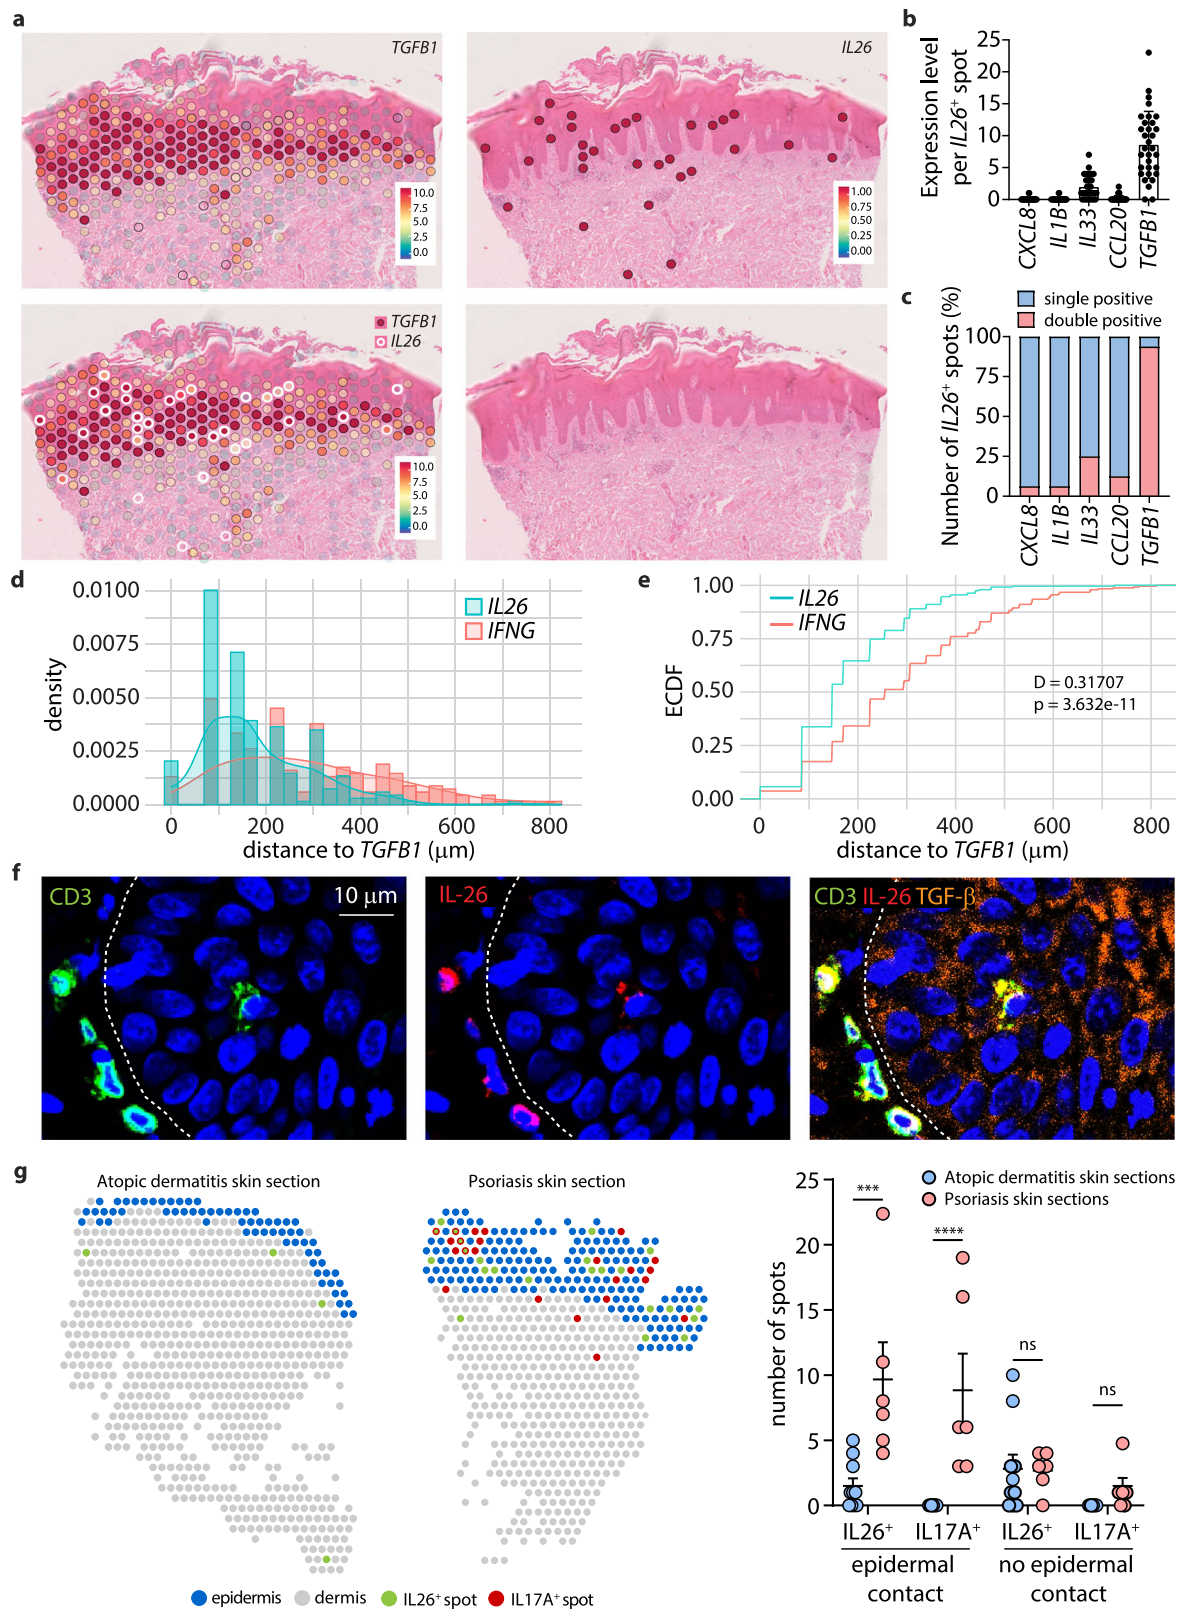 a
TGFB1
10.0
7.5
5.0
2.5
0.0
IL26
1.00
0.75
0.50
0.25
0.00
TGFB1
IL26
10.0
7.5
5.0
2.5
0.0
b
Expression level
per IL26+ spot
25
20
15
10
5
0
CXCL8
IL1B
IL33
CCL20
TGFB1
c
single positive
double positive
Number of IL26+ spots (%)
100
75
50
25
0
CXCL8
IL1B
IL33
CCL20
TGFB1
d
density
0.0100
0.0075
0.0050
0.0025
0.0000
IL26
IFNG
0 200 400 600 800
distance to TGFB1 (μm)
e
ECDF
1.00
0.75
0.50
0.25
0.00
IL26
IFNG
D = 0.31707
p = 3.632e-11
0 200 400 600 800
distance to TGFB1 (μm)
f
CD3
10 μm
IL-26
CD3 IL-26 TGF-β
g
Atopic dermatitis skin section
Psoriasis skin section
epidermis dermis IL26+ spot IL17A+ spot
Atopic dermatitis skin sections
Psoriasis skin sections
number of spots
25
20
15
10
5
0
***
****
ns
ns
IL26+ IL17A+ IL26+ IL17A+
epidermal
contact
no epidermal
contact